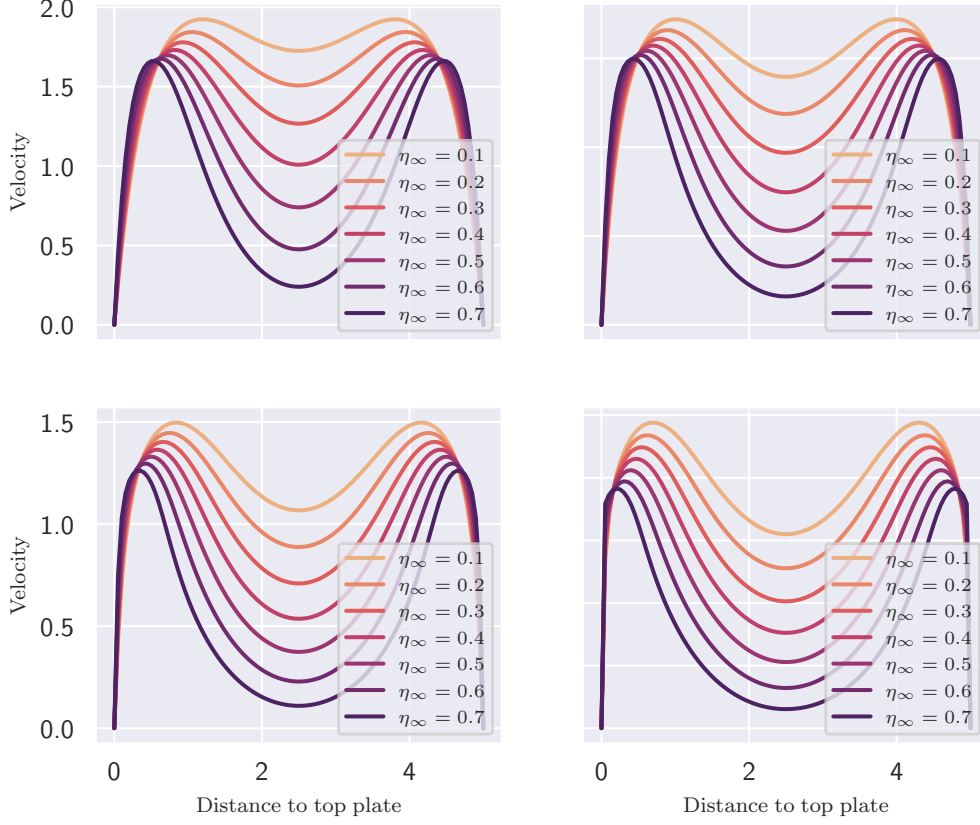 2.0
1.5
1.0
0.5
0.0
Velocity
η∞ = 0.1
η∞ = 0.2
η∞ = 0.3
η∞ = 0.4
η∞ = 0.5
η∞ = 0.6
η∞ = 0.7
η∞ = 0.1
η∞ = 0.2
η∞ = 0.3
η∞ = 0.4
η∞ = 0.5
η∞ = 0.6
η∞ = 0.7
1.5
1.0
0.5
0.0
Velocity
η∞ = 0.1
η∞ = 0.2
η∞ = 0.3
η∞ = 0.4
η∞ = 0.5
η∞ = 0.6
η∞ = 0.7
0 2 4
Distance to top plate
η∞ = 0.1
η∞ = 0.2
η∞ = 0.3
η∞ = 0.4
η∞ = 0.5
η∞ = 0.6
η∞ = 0.7
0 2 4
Distance to top plate